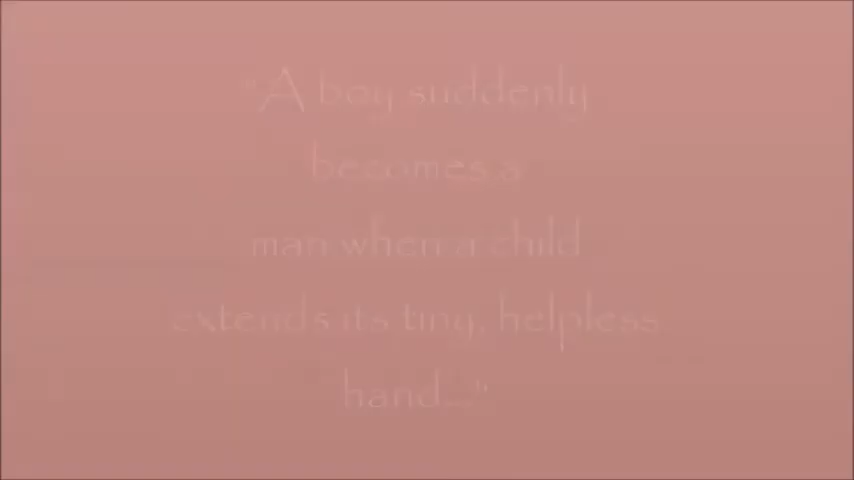 "A boy suddenly
becomes a
man when a child
extends its tiny, helpless
hand..."